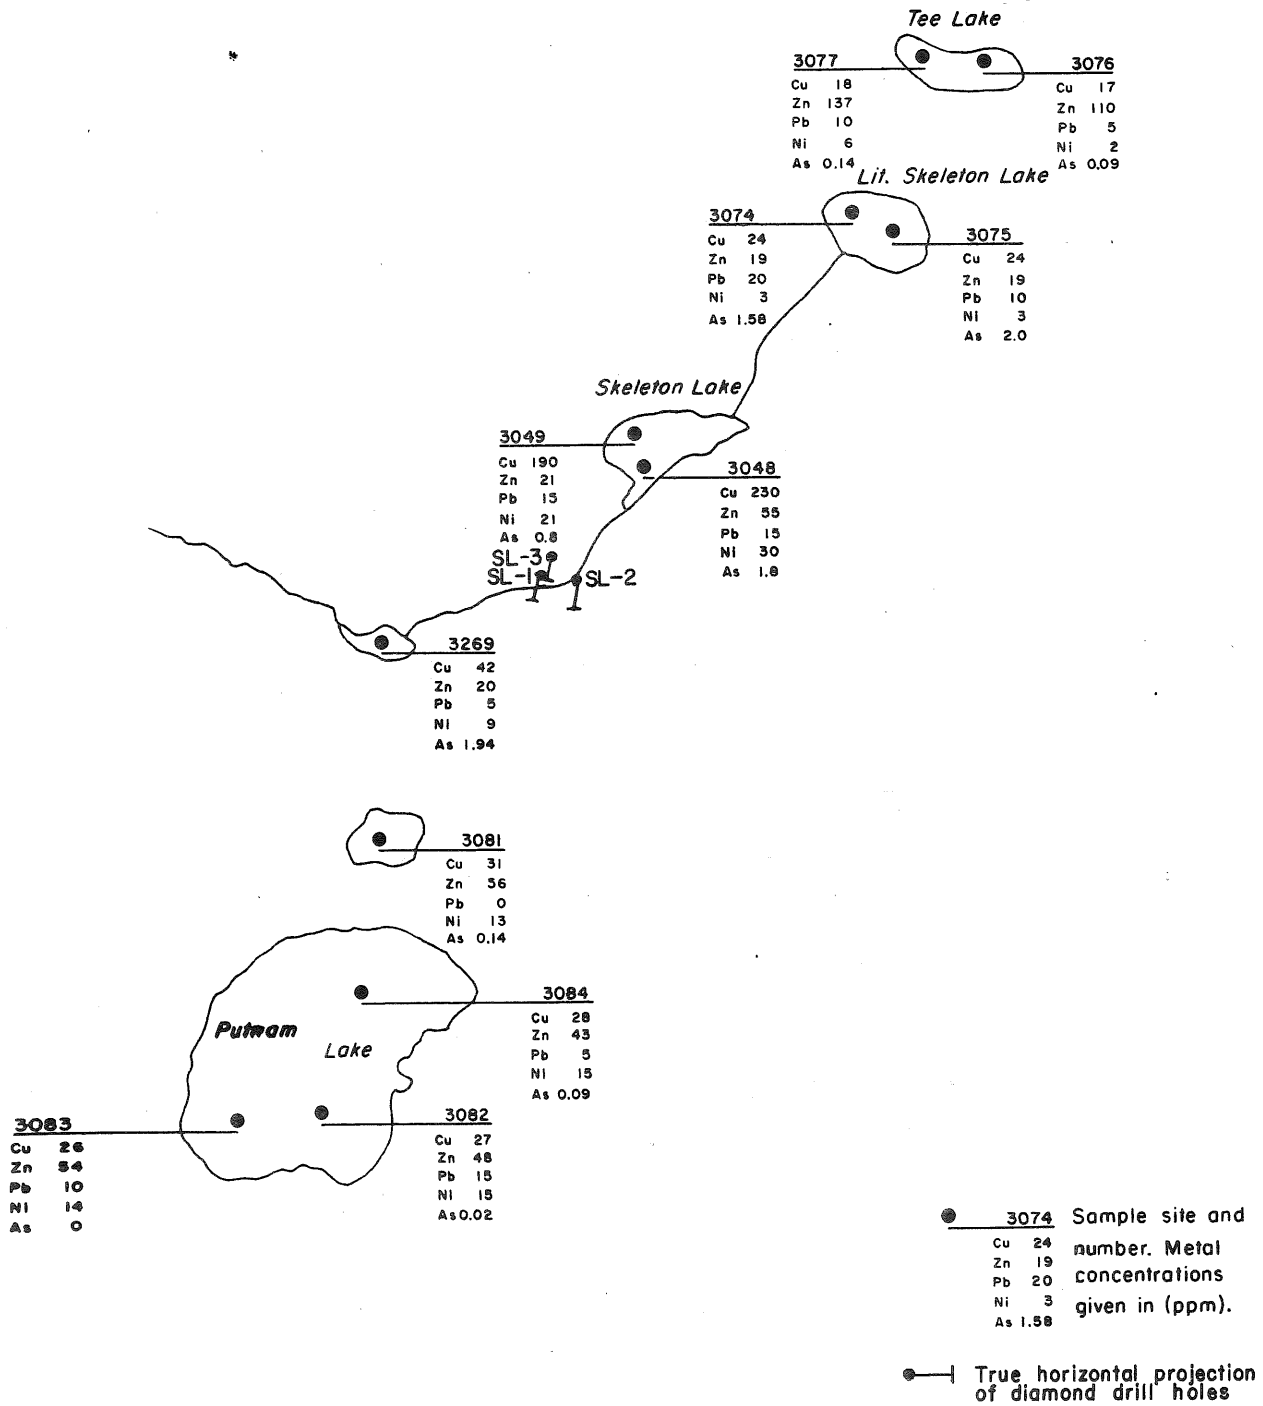 Tee Lake
3077
Cu 18
Zn 137
Pb 10
Ni 6
As 0.14
3076
Cu 17
Zn 110
Pb 5
Ni 2
As 0.09
Lit. Skeleton Lake
3074
Cu 24
Zn 19
Pb 20
Ni 3
As 1.58
3075
Cu 24
Zn 19
Pb 10
Ni 3
As 2.0
Skeleton Lake
3049
Cu 190
Zn 21
Pb 15
Ni 21
As 0.8
3048
Cu 230
Zn 55
Pb 15
Ni 30
As 1.8
SL-3
SL-1
SL-2
3269
Cu 42
Zn 20
Pb 5
Ni 9
As 1.94
3081
Cu 31
Zn 56
Pb 0
Ni 13
As 0.14
3084
Cu 28
Zn 43
Pb 5
Ni 15
As 0.09
Putnam
Lake
3083
Cu 26
Zn 54
Pb 10
Ni 14
As 0
3082
Cu 27
Zn 48
Pb 15
Ni 15
As 0.02
3074
Cu 24
Zn 19
Pb 20
Ni 3
As 1.58
Sample site and
number. Metal
concentrations
given in (ppm).
True horizontal projection
of diamond drill holes